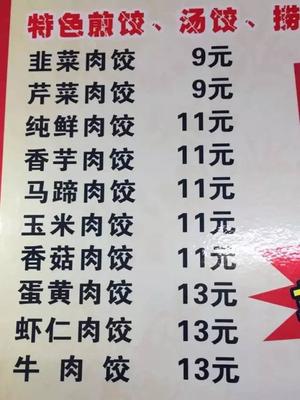 特色煎饺、汤饺、捞
韭菜肉饺 9元
芹菜肉饺 9元
纯鲜肉饺 11元
香芋肉饺 11元
马蹄肉饺 11元
玉米肉饺 11元
香菇肉饺 11元
蛋黄肉饺 13元
虾仁肉饺 13元
牛肉饺 13元